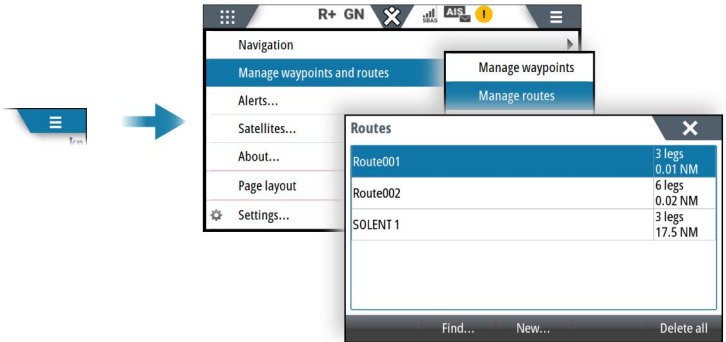 R+ GN
SBAS
AIS
!
Navigation
Manage waypoints and routes
Manage waypoints
Alerts...
Manage routes
Satellites...
About...
Page layout
Settings...
Routes
Route001
3 legs
0.01 NM
Route002
6 legs
0.02 NM
SOLENT 1
3 legs
17.5 NM
Find... New... Delete all